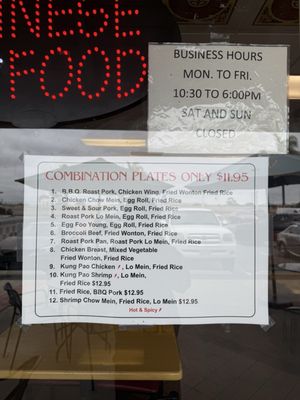 INESE
FOOD
BUSINESS HOURS
MON. TO FRI.
10:30 TO 6:00PM
SAT AND SUN
CLOSED
COMBINATION PLATES ONLY $11.95
1. B.B.Q. Roast Pork, Chicken Wing, Fried Wonton Fried Rice
2. Chicken Chow Mein, Egg Roll, Fried Rice
3. Sweet & Sour Pork, Egg Roll, Fried Rice
4. Roast Pork Lo Mein, Egg Roll, Fried Rice
5. Egg Foo Young, Egg Roll, Fried Rice
6. Broccoli Beef, Fried Wonton, Fried Rice
7. Roast Pork Pan, Roast Pork Lo Mein, Fried Rice
8. Chicken Breast, Mixed Vegetable
Fried Wonton, Fried Rice
9. Kung Pao Chicken, Lo Mein, Fried Rice
10. Kung Pao Shrimp, Lo Mein,
Fried Rice $12.95
11. Fried Rice, BBQ Pork $12.95
12. Shrimp Chow Mein, Fried Rice, Lo Mein $12.95
Hot & Spicy